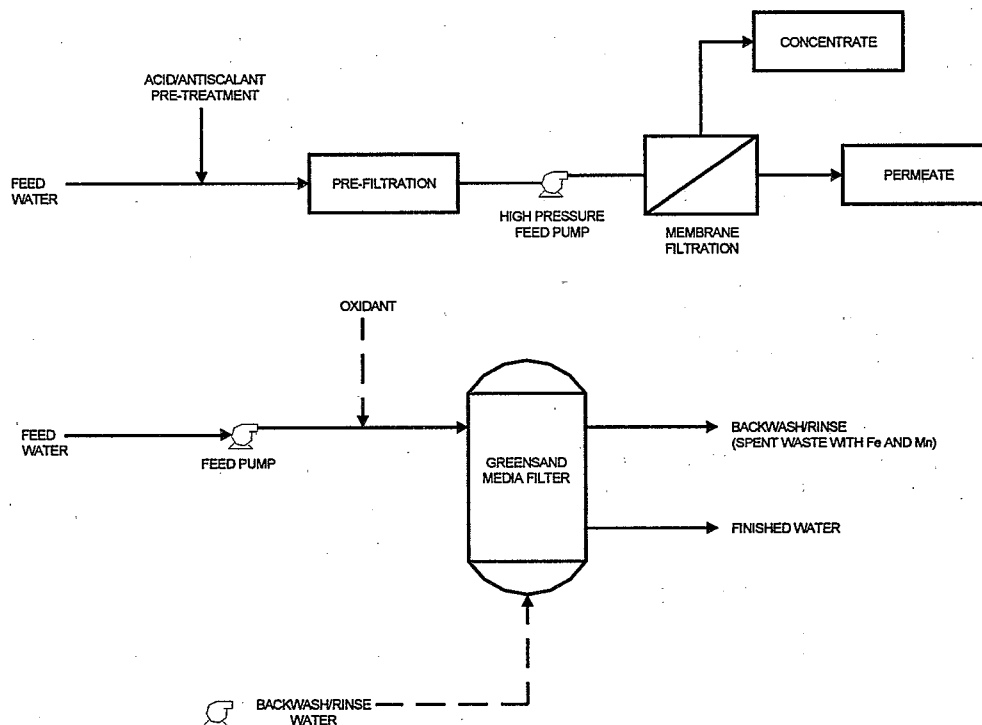 CONCENTRATE
ACID/ANTISCALANT
PRE-TREATMENT
FEED
WATER
PRE-FILTRATION
HIGH PRESSURE
FEED PUMP
MEMBRANE
FILTRATION
PERMEATE
OXIDANT
FEED
WATER
FEED PUMP
GREENSAND
MEDIA FILTER
BACKWASH/RINSE
(SPENT WASTE WITH Fe AND Mn)
FINISHED WATER
BACKWASH/RINSE
WATER